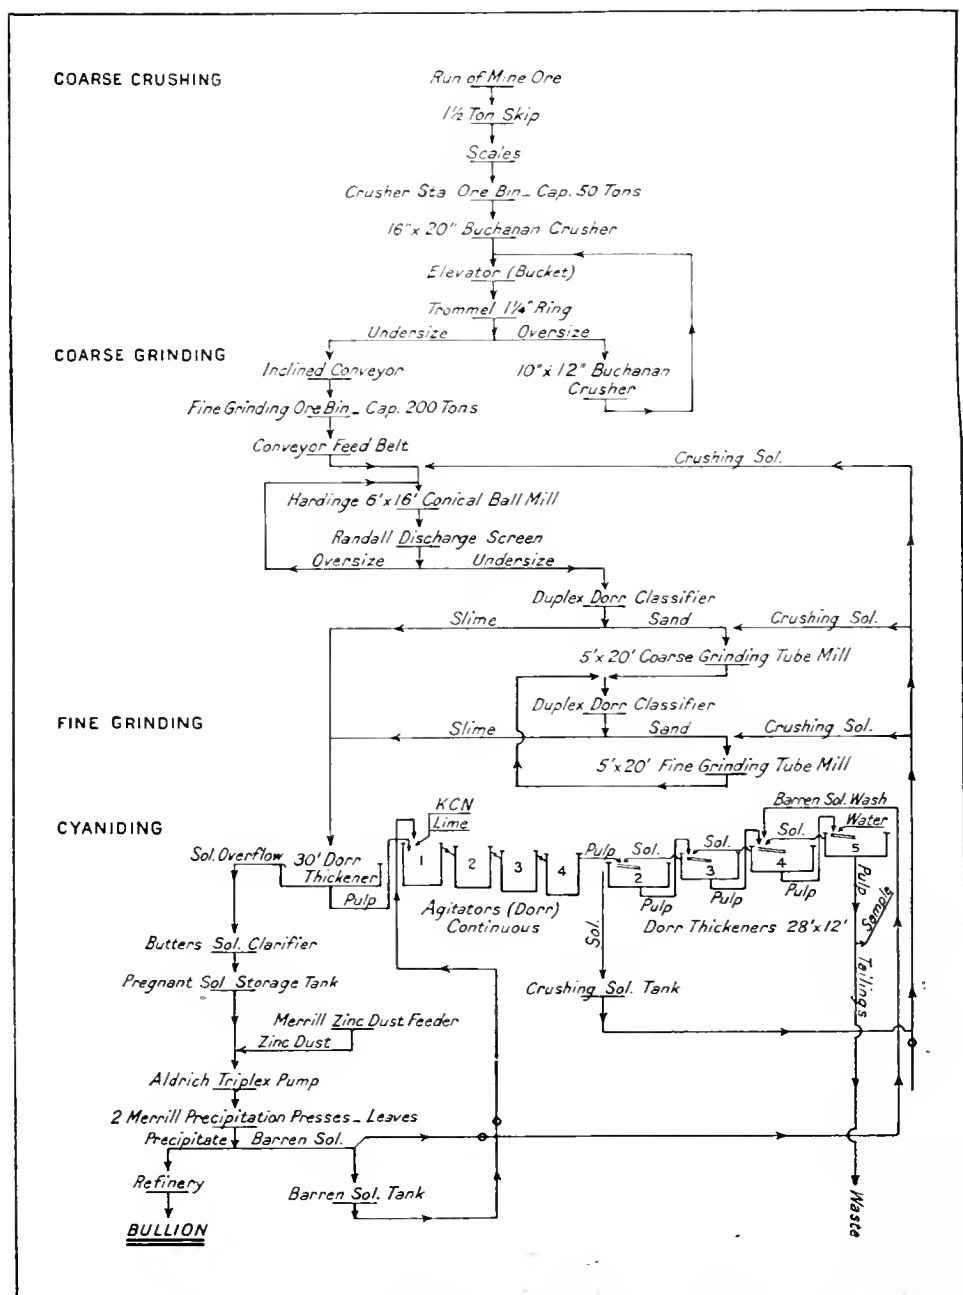 COARSE CRUSHING
Run of Mine Ore
1½ Ton Skip
Scales
Crusher Sta Ore Bin_ Cap. 50 Tons
16"x 20" Buchanan Crusher
Elevator (Bucket)
Trommel 1¼" Ring
Undersize Oversize
COARSE GRINDING
Inclined Conveyor
10"x 12" Buchanan
Crusher
Fine Grinding Ore Bin_ Cap. 200 Tons
Conveyor Feed Belt
Crushing Sol.
Hardinge 6'x16' Conical Ball Mill
Randall Discharge Screen
Oversize Undersize
Duplex Dorr Classifier
Slime Sand Crushing Sol.
5'x 20' Coarse Grinding Tube Mill
Duplex Dorr Classifier
FINE GRINDING
Slime Sand Crushing Sol.
5'x20' Fine Grinding Tube Mill
KCN
Lime
Barren Sol. Wash
CYANIDING
Sol. Overflow
30' Dorr
Thickener
Pulp
1 2 3 4
Agitators (Dorr)
Continuous
Pulp Sol. Sol. Sol. Water
2 3 4 5
Pulp Pulp Pulp
Dorr Thickeners 28'x12'
Pulp
Sample
Tailings
Sol.
Butters Sol. Clarifier
Pregnant Sol Storage Tank
Crushing Sol. Tank
Merrill Zinc Dust Feeder
Zinc Dust
Aldrich Triplex Pump
2 Merrill Precipitation Presses_ Leaves
Precipitate Barren Sol.
Refinery
Barren Sol. Tank
BULLION
Waste